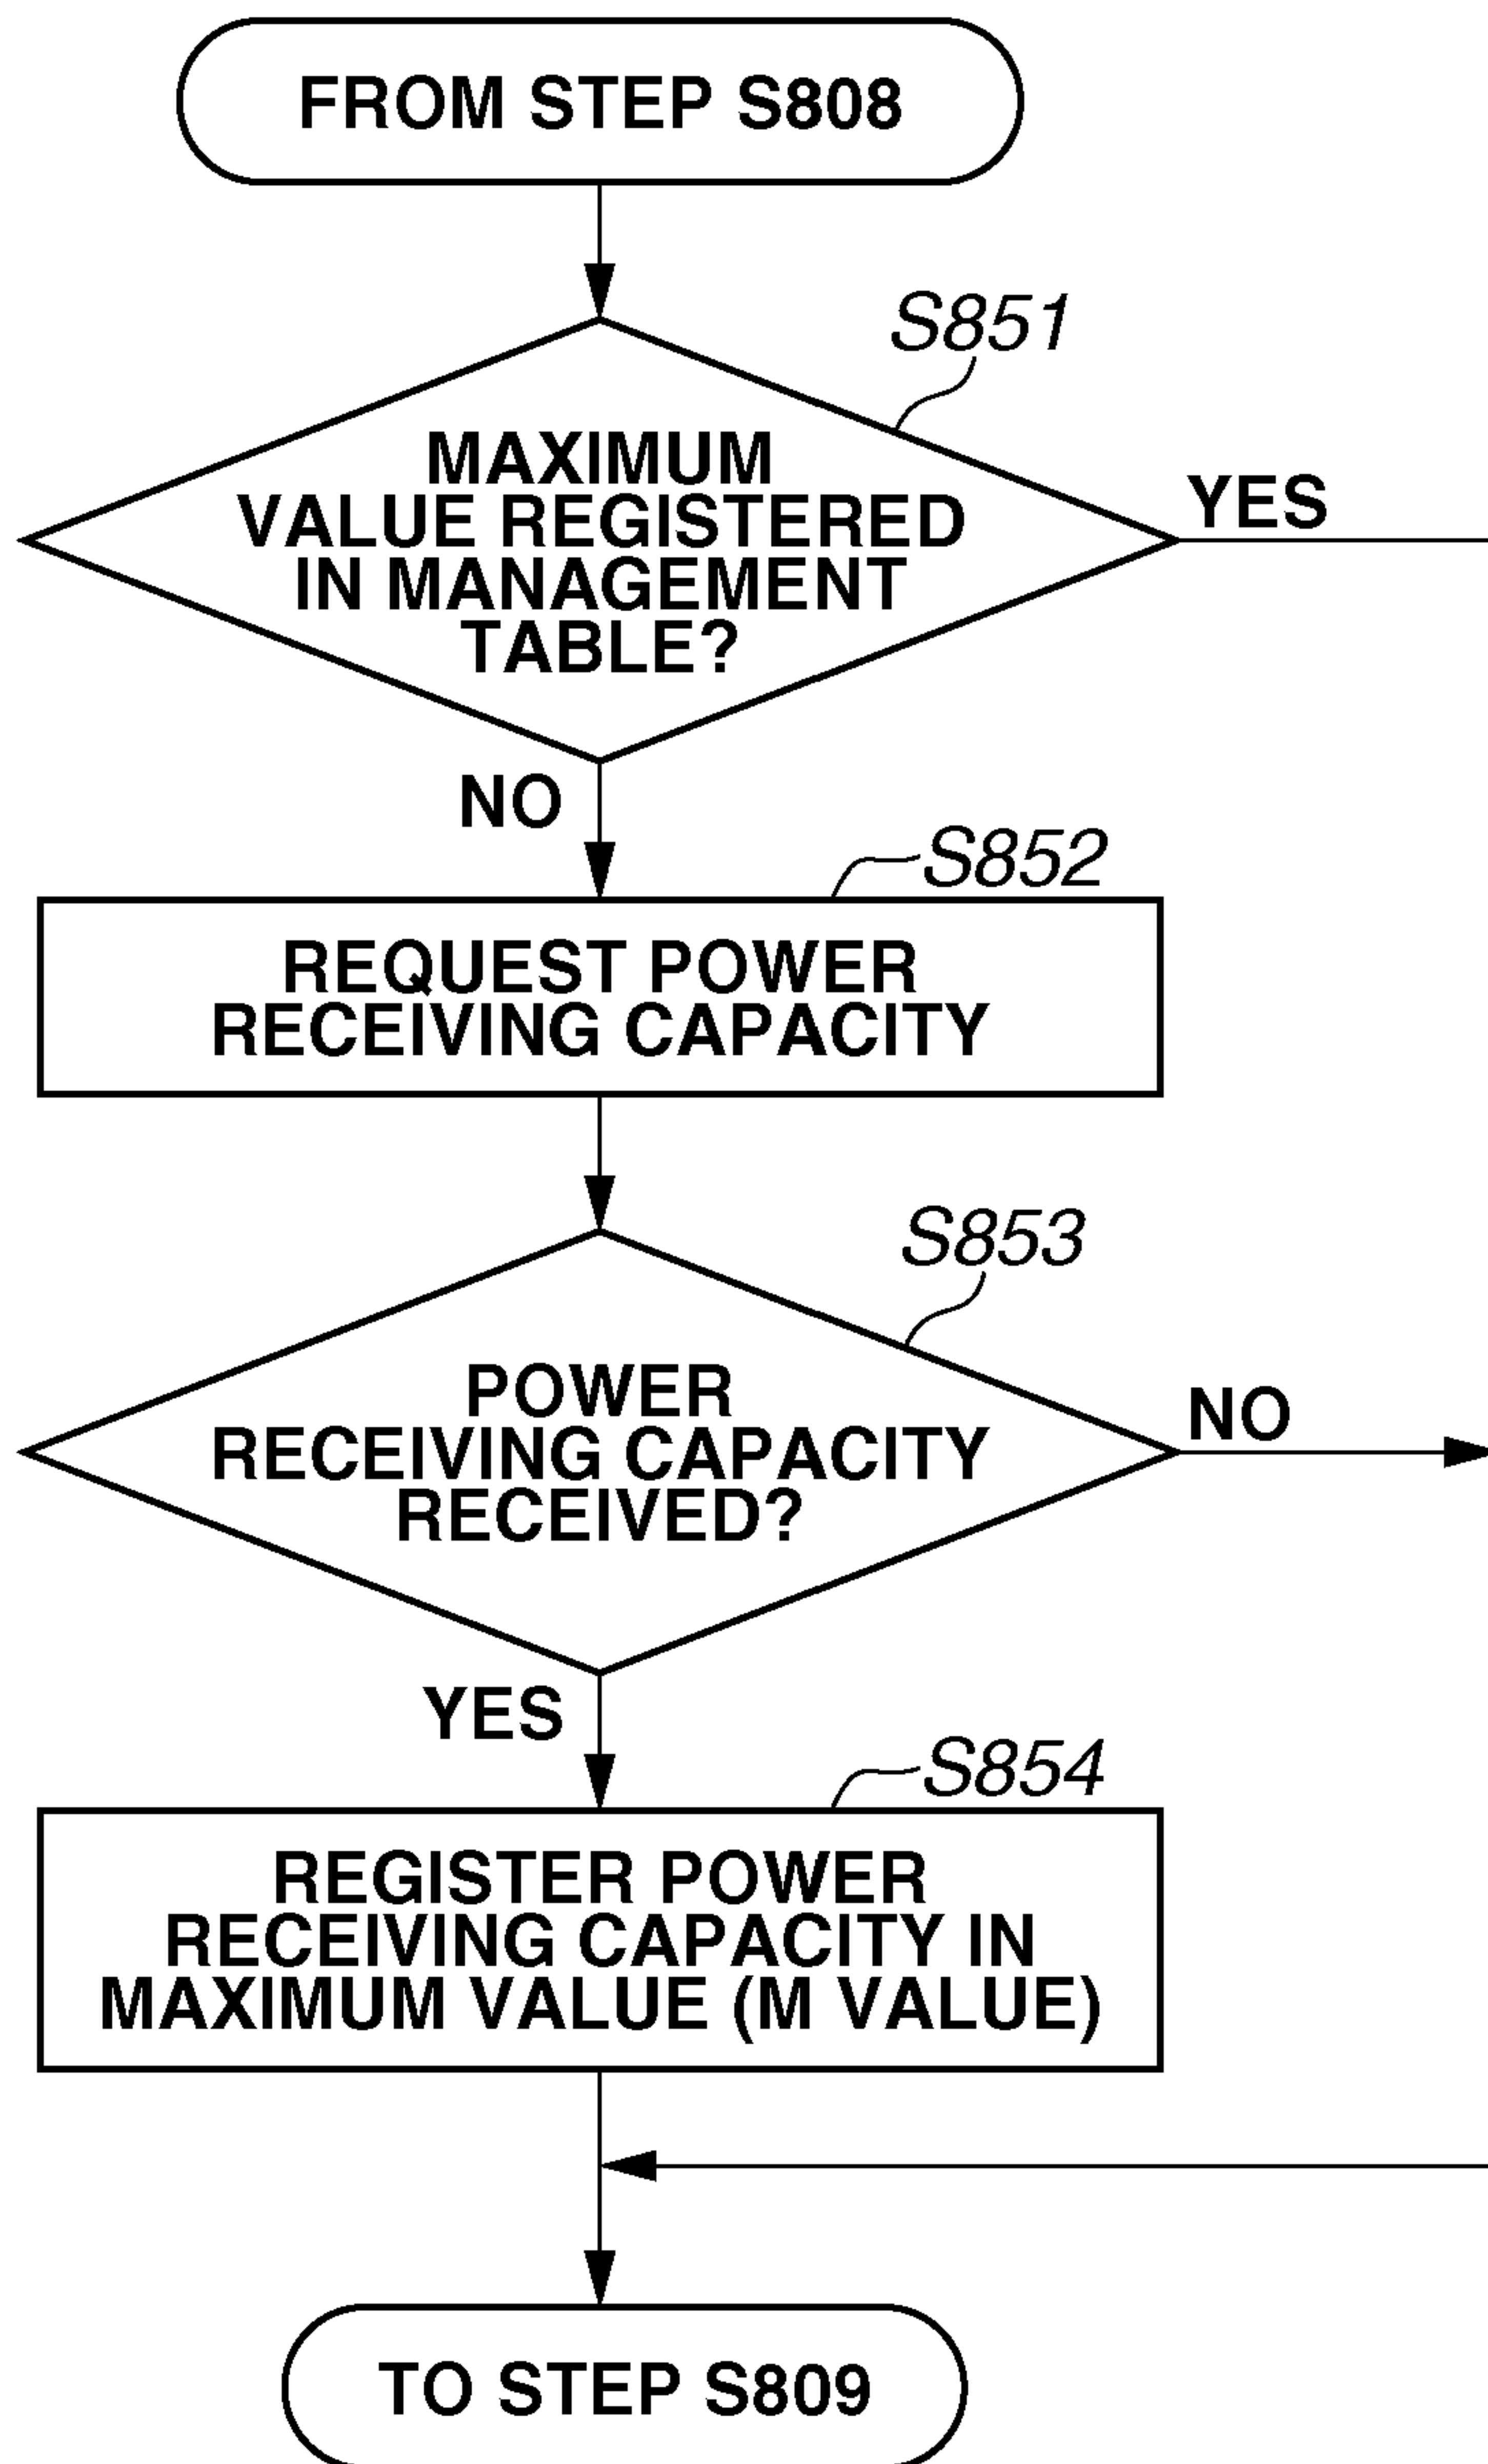 FROM STEP S808
S851
MAXIMUM
VALUE REGISTERED
IN MANAGEMENT
TABLE?
YES
NO
S852
REQUEST POWER
RECEIVING CAPACITY
S853
POWER
RECEIVING CAPACITY
RECEIVED?
NO
YES
S854
REGISTER POWER
RECEIVING CAPACITY IN
MAXIMUM VALUE (M VALUE)
TO STEP S809